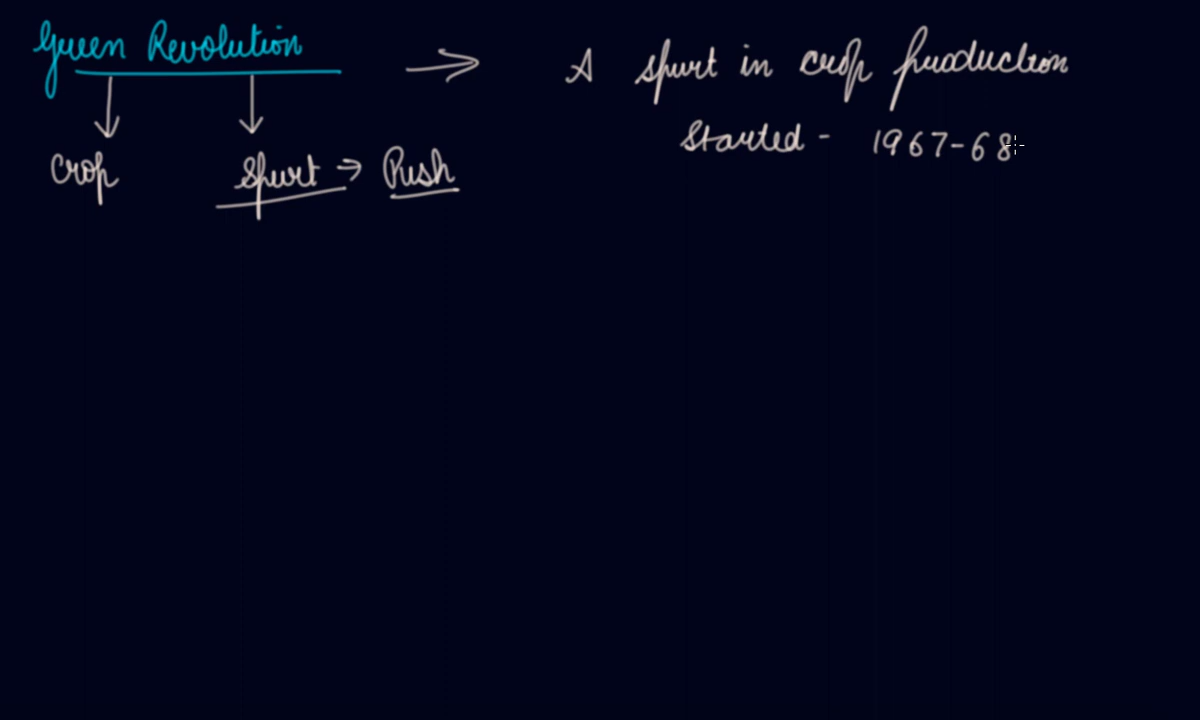 Green Revolution → A spurt in crop production
Started - 1967-68
Crop Spurt → Push